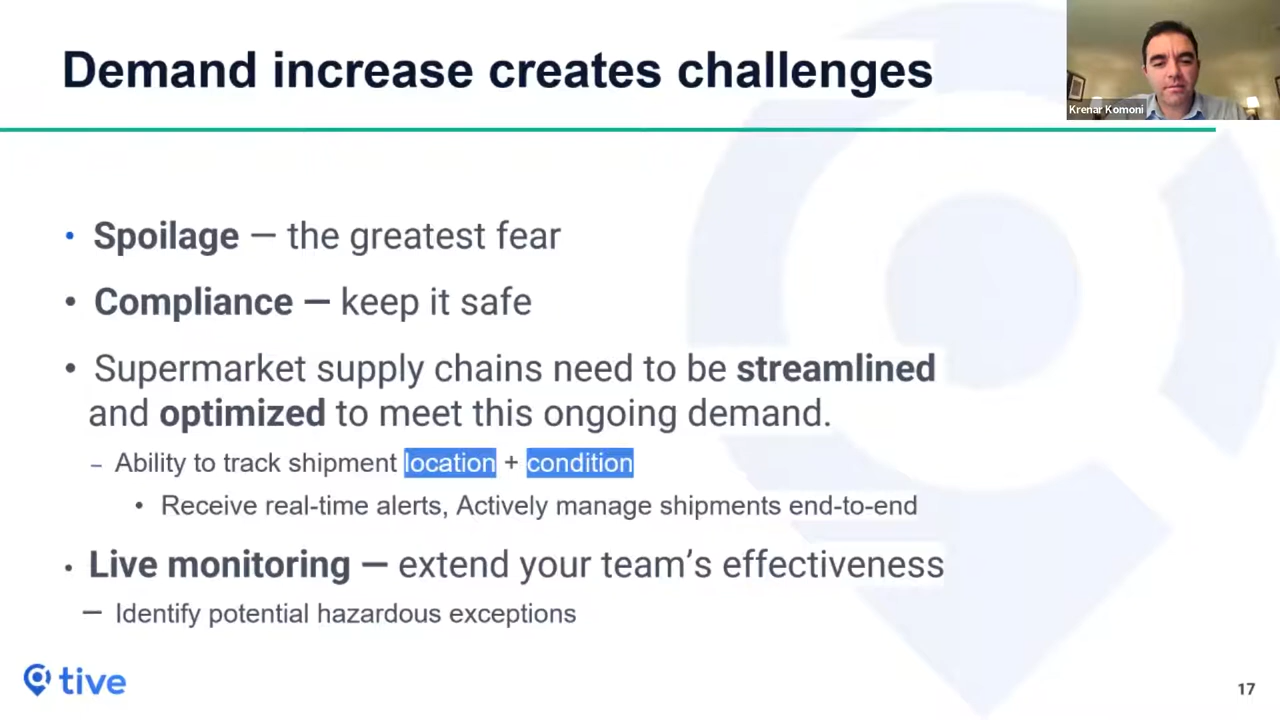 Demand increase creates challenges
Krenar Komoni
• Spoilage — the greatest fear
• Compliance — keep it safe
• Supermarket supply chains need to be streamlined
and optimized to meet this ongoing demand.
– Ability to track shipment location + condition
• Receive real-time alerts, Actively manage shipments end-to-end
• Live monitoring — extend your team’s effectiveness
— Identify potential hazardous exceptions
tive
17